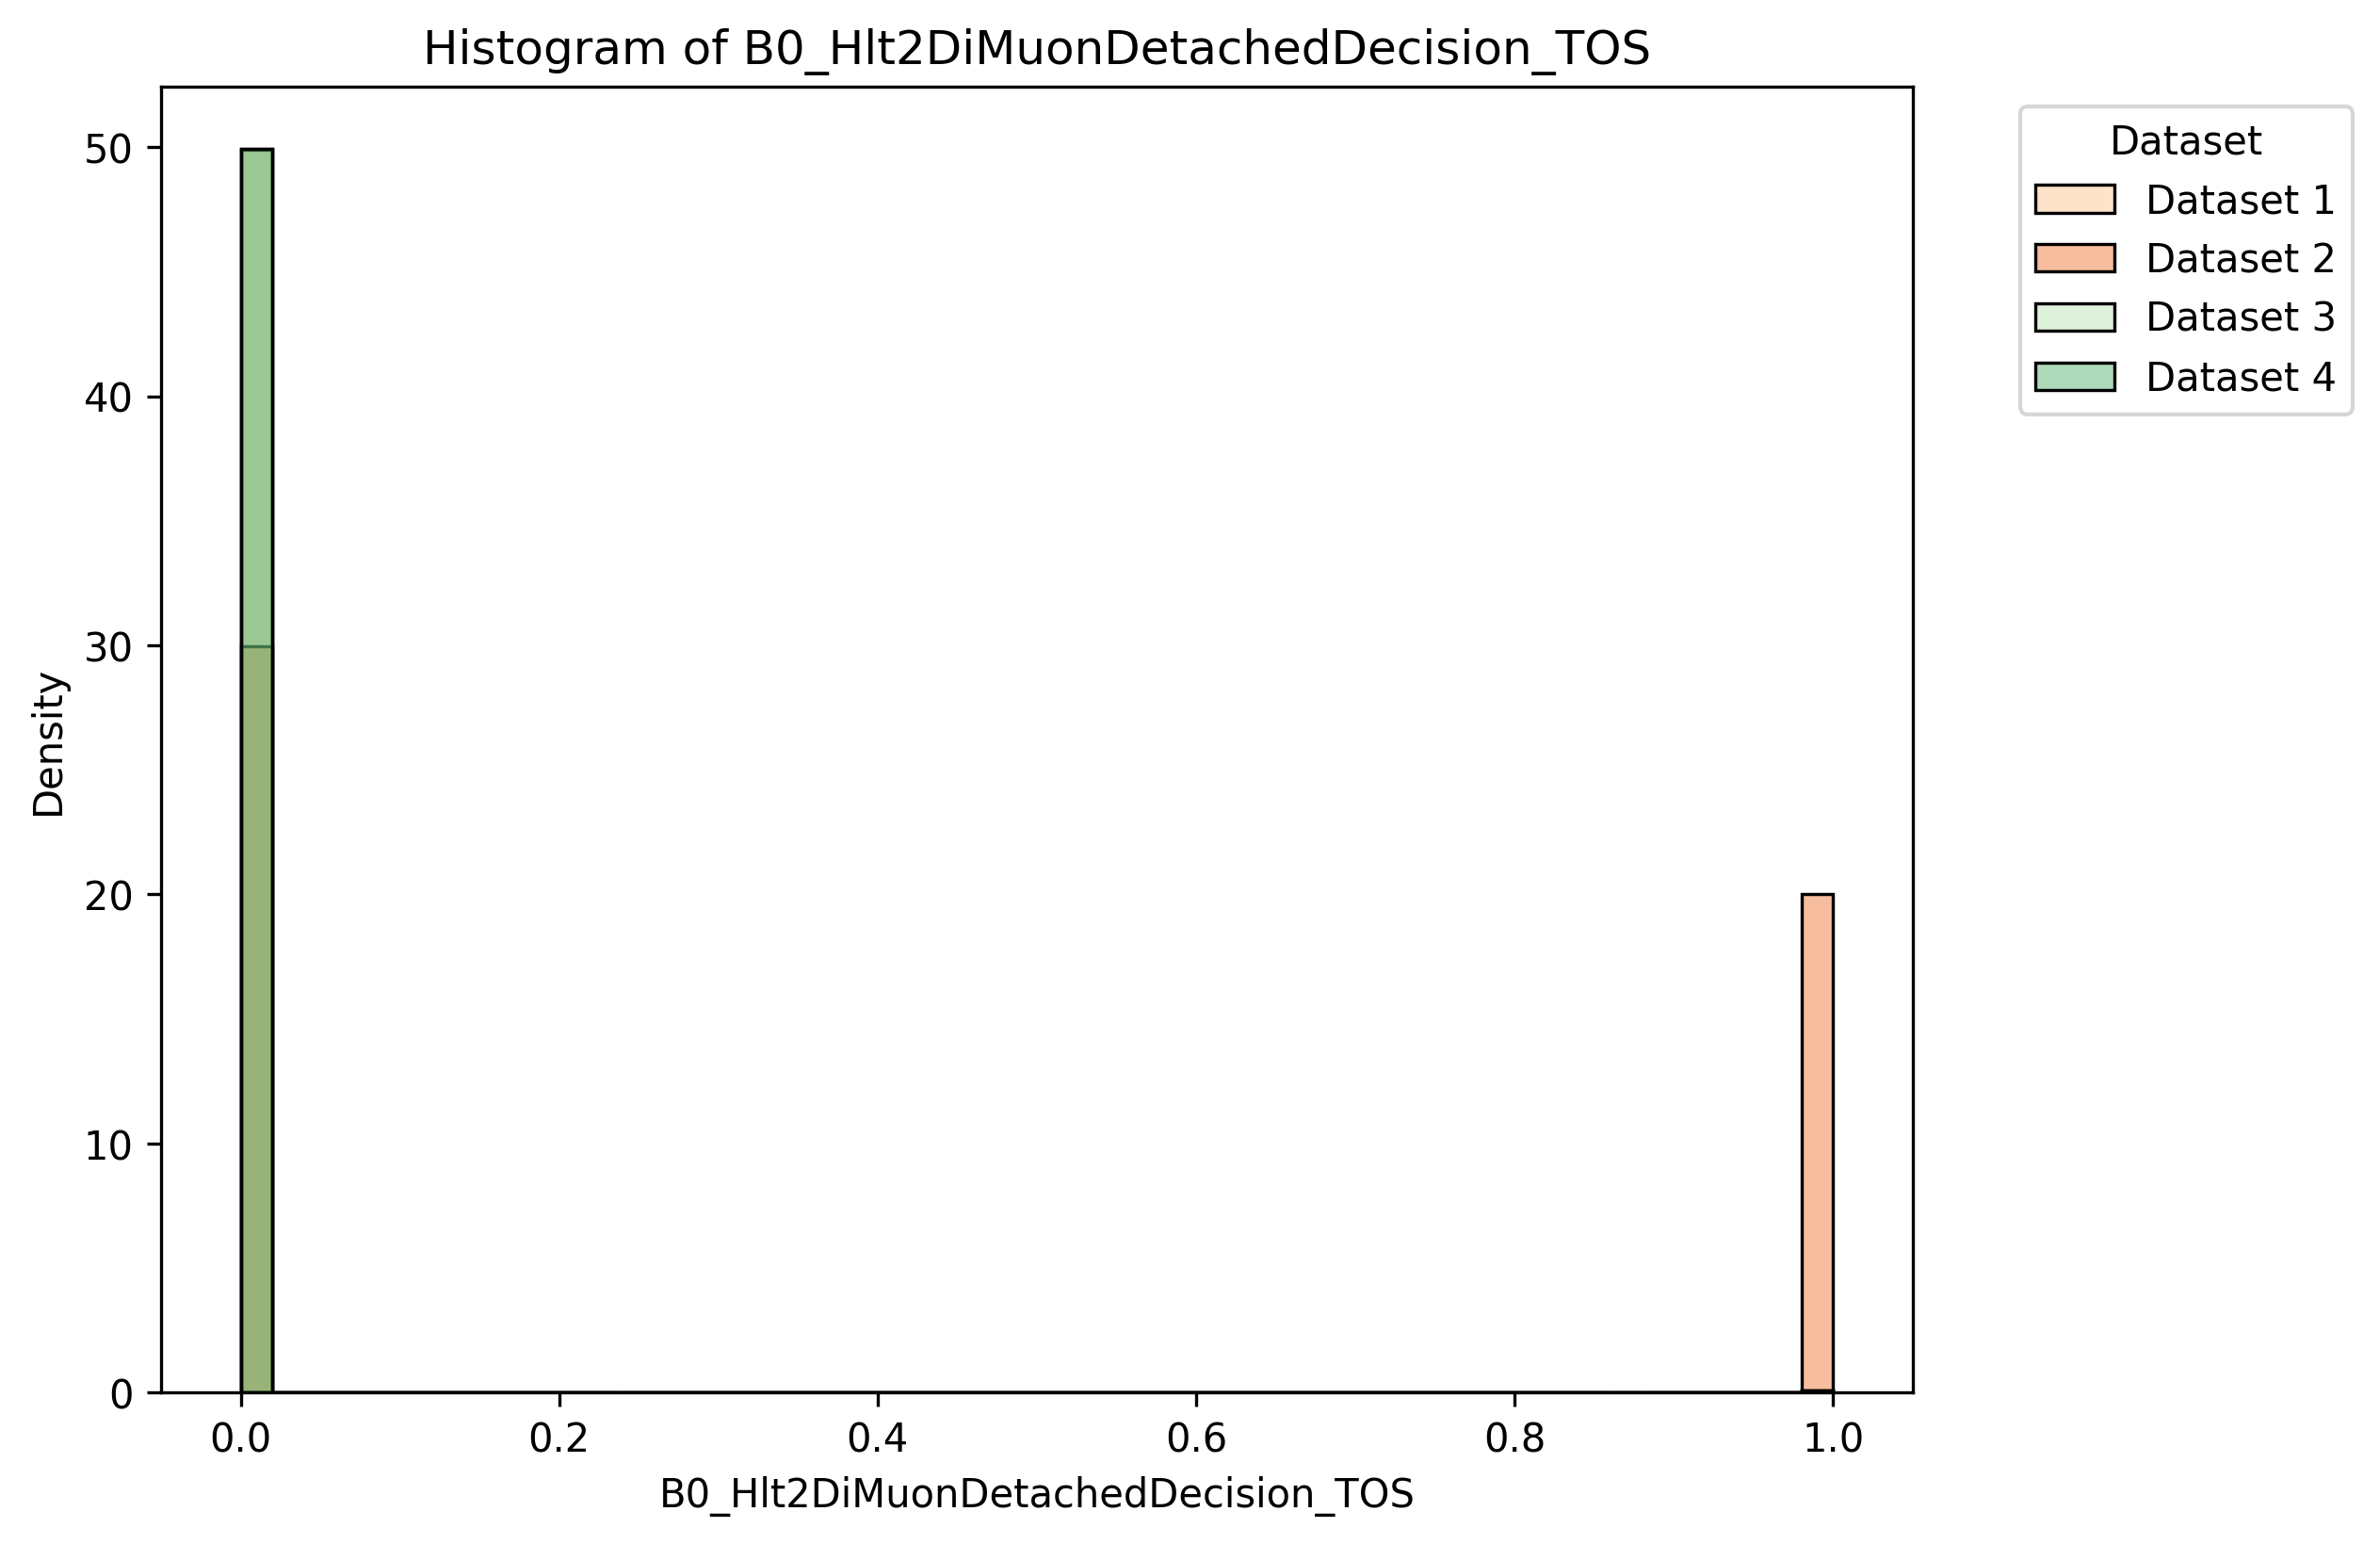 Histogram of B0_Hlt2DiMuonDetachedDecision_TOS
Dataset
Dataset 1
Dataset 2
Dataset 3
Dataset 4
Density
50
40
30
20
10
0
0.0 0.2 0.4 0.6 0.8 1.0
B0_Hlt2DiMuonDetachedDecision_TOS